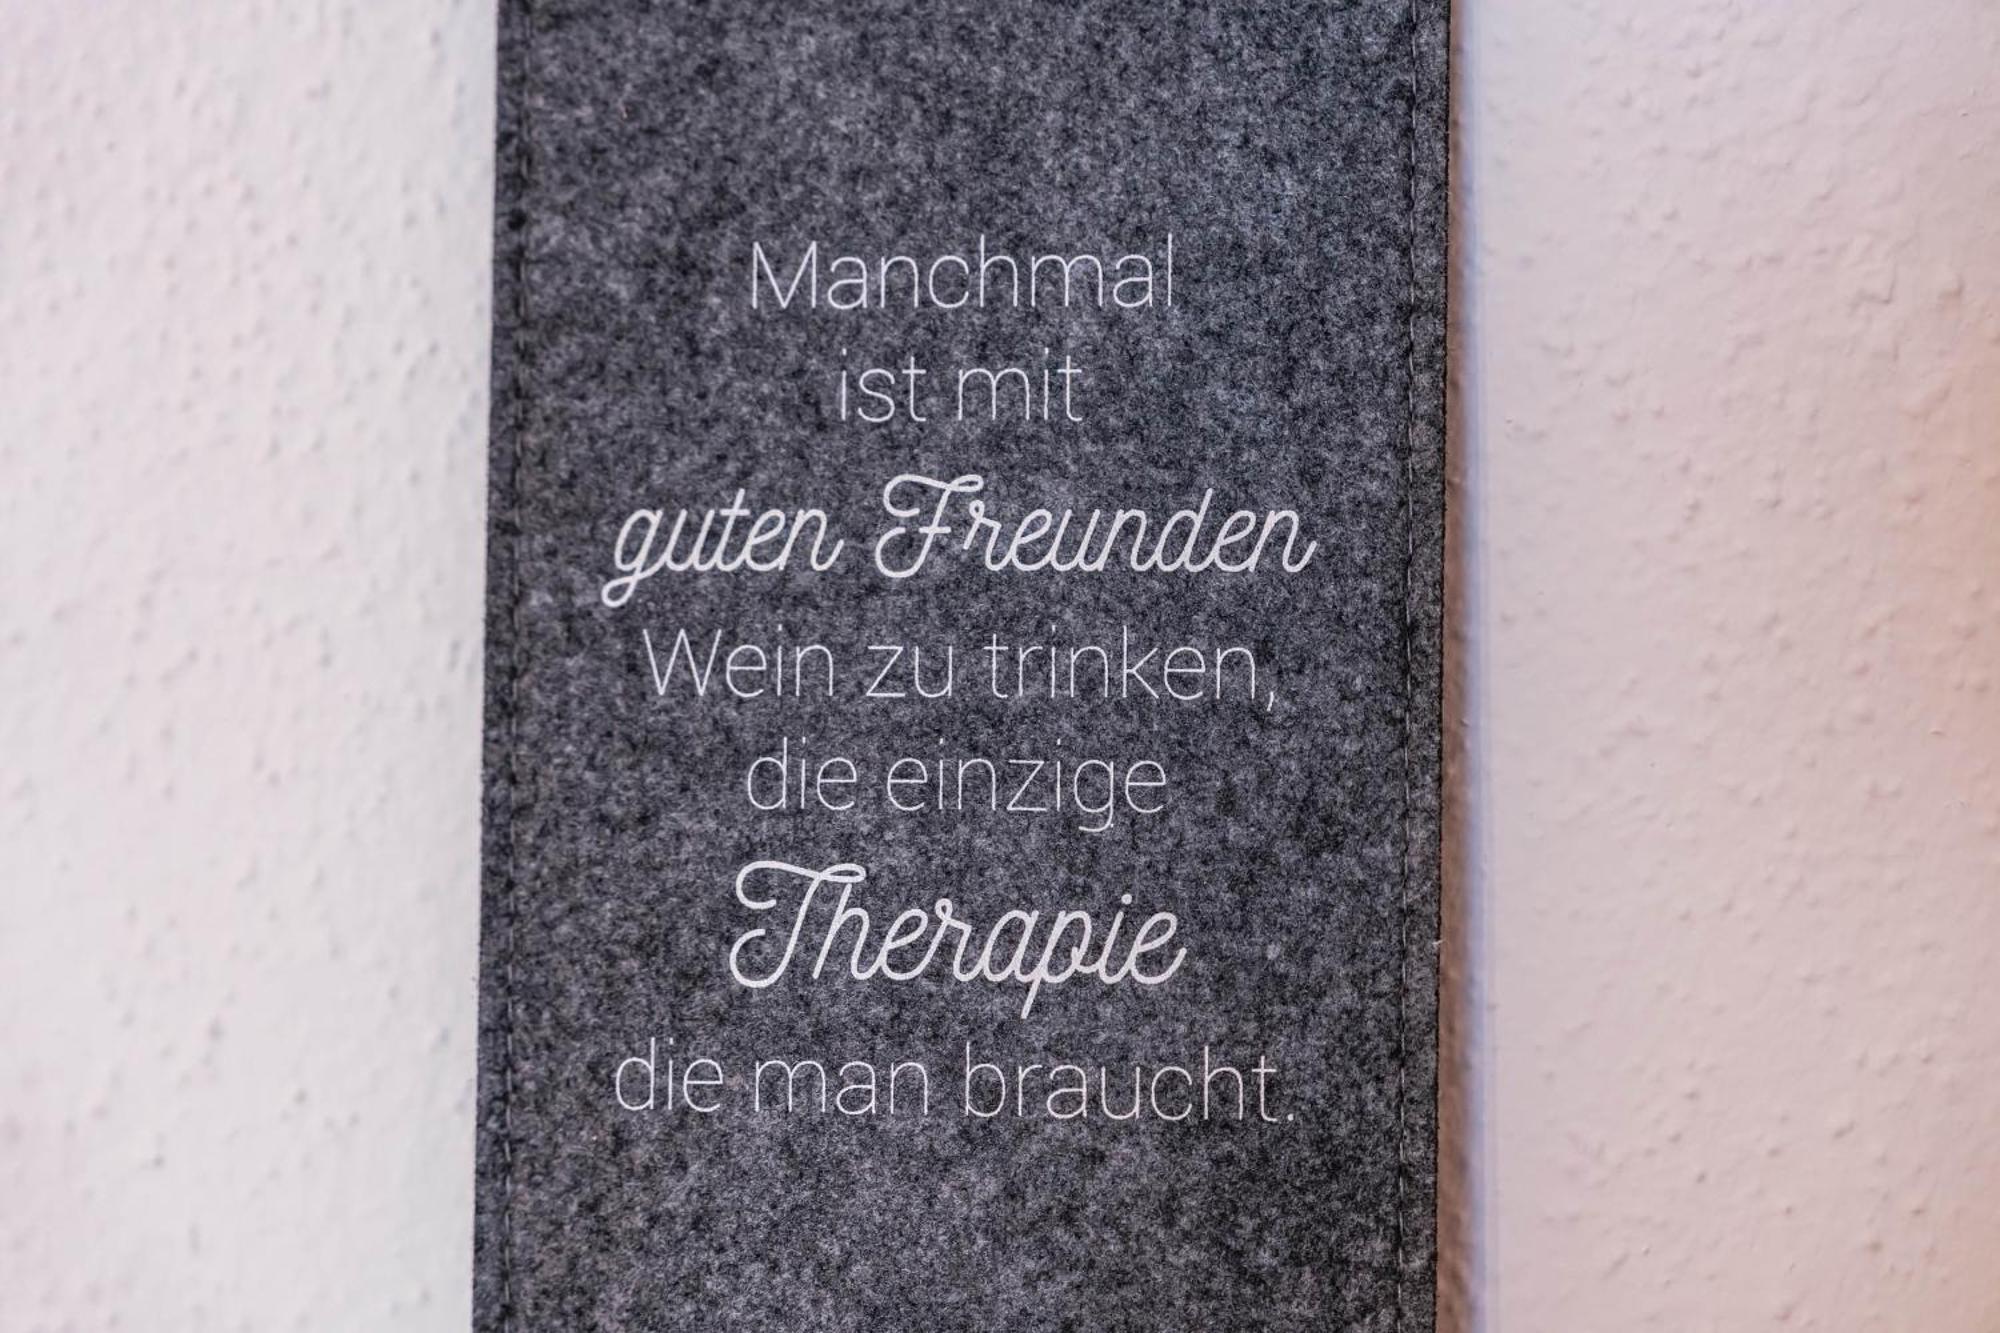 Manchmal
ist mit
guten Freunden
Wein zu trinken,
die einzige
Therapie
die man braucht.